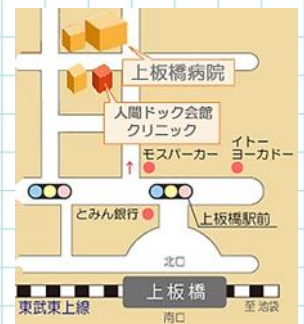 上板橋病院
人間ドック会館
クリニック
モスバーカー
イトー
ヨーカドー
とみん銀行
上板橋駅前
北口
上板橋
東武東上線
至池袋
南口